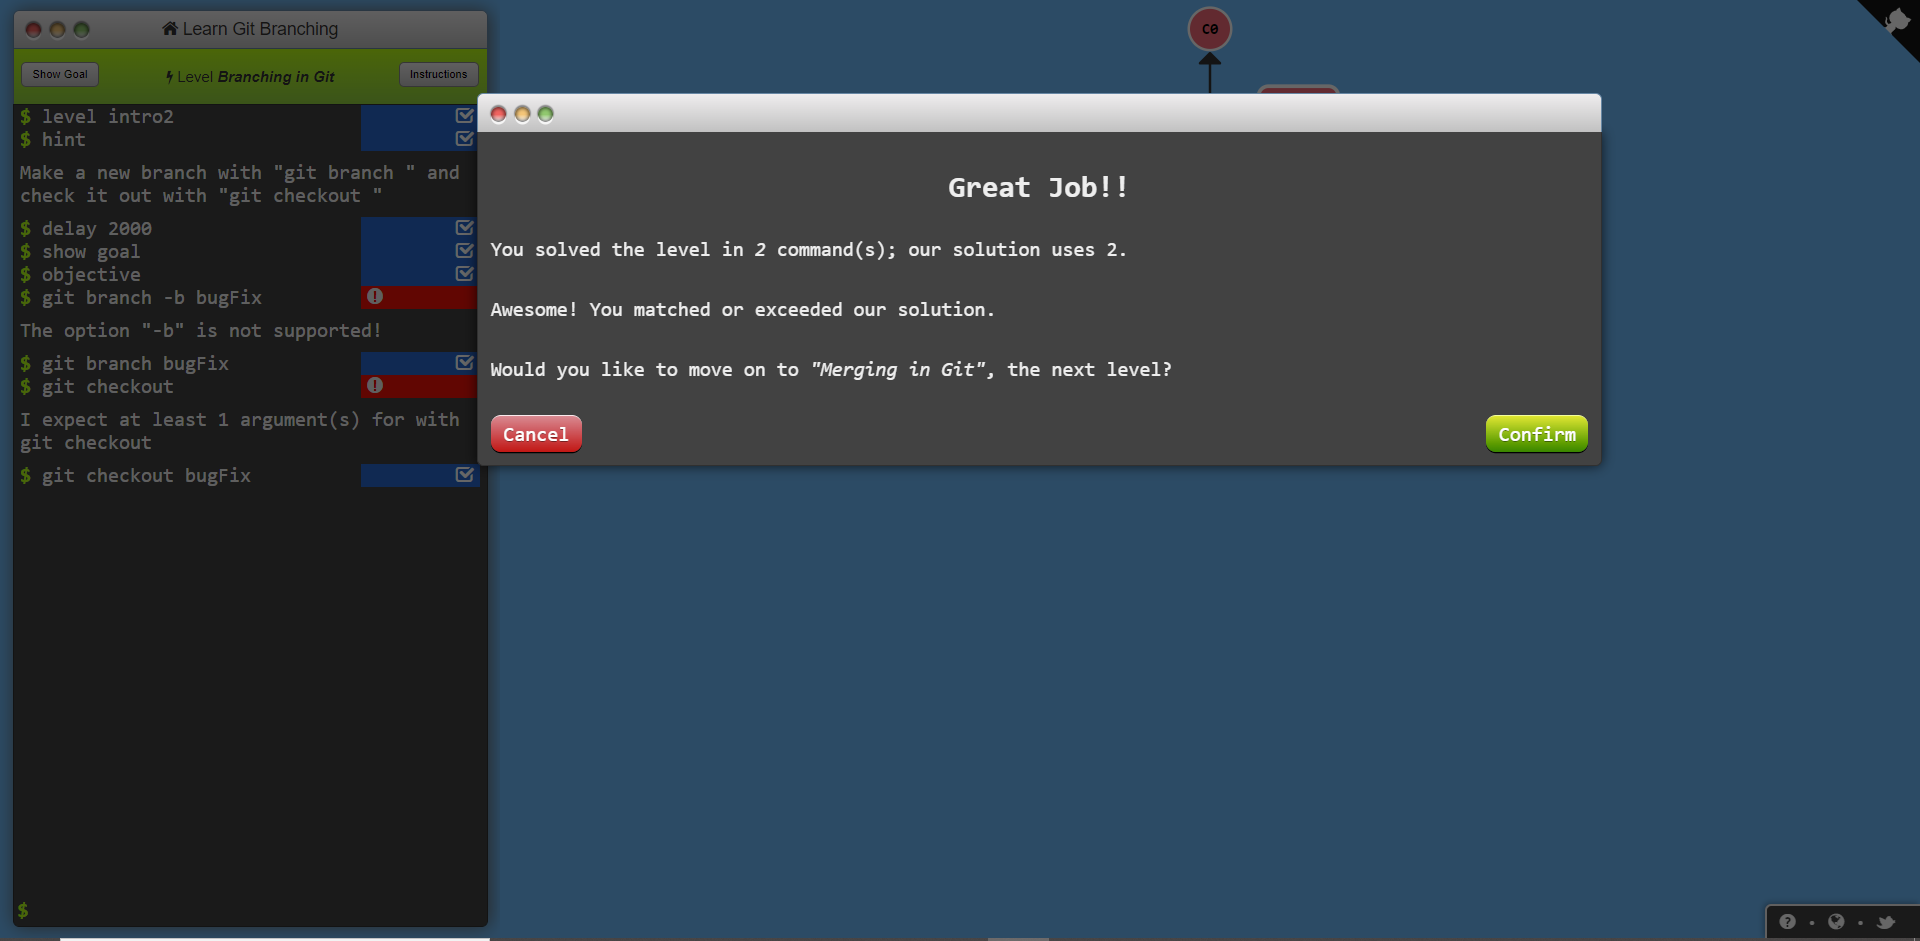 Learn Git Branching
Show Goal
Level Branching in Git
Instructions
$ level intro2
$ hint
Make a new branch with "git branch " and
check it out with "git checkout "
$ delay 2000
$ show goal
$ objective
$ git branch -b bugFix
The option "-b" is not supported!
$ git branch bugFix
$ git checkout
I expect at least 1 argument(s) for with
git checkout
$ git checkout bugFix
$
C0
Great Job!!
You solved the level in 2 command(s); our solution uses 2.
Awesome! You matched or exceeded our solution.
Would you like to move on to "Merging in Git", the next level?
Cancel
Confirm